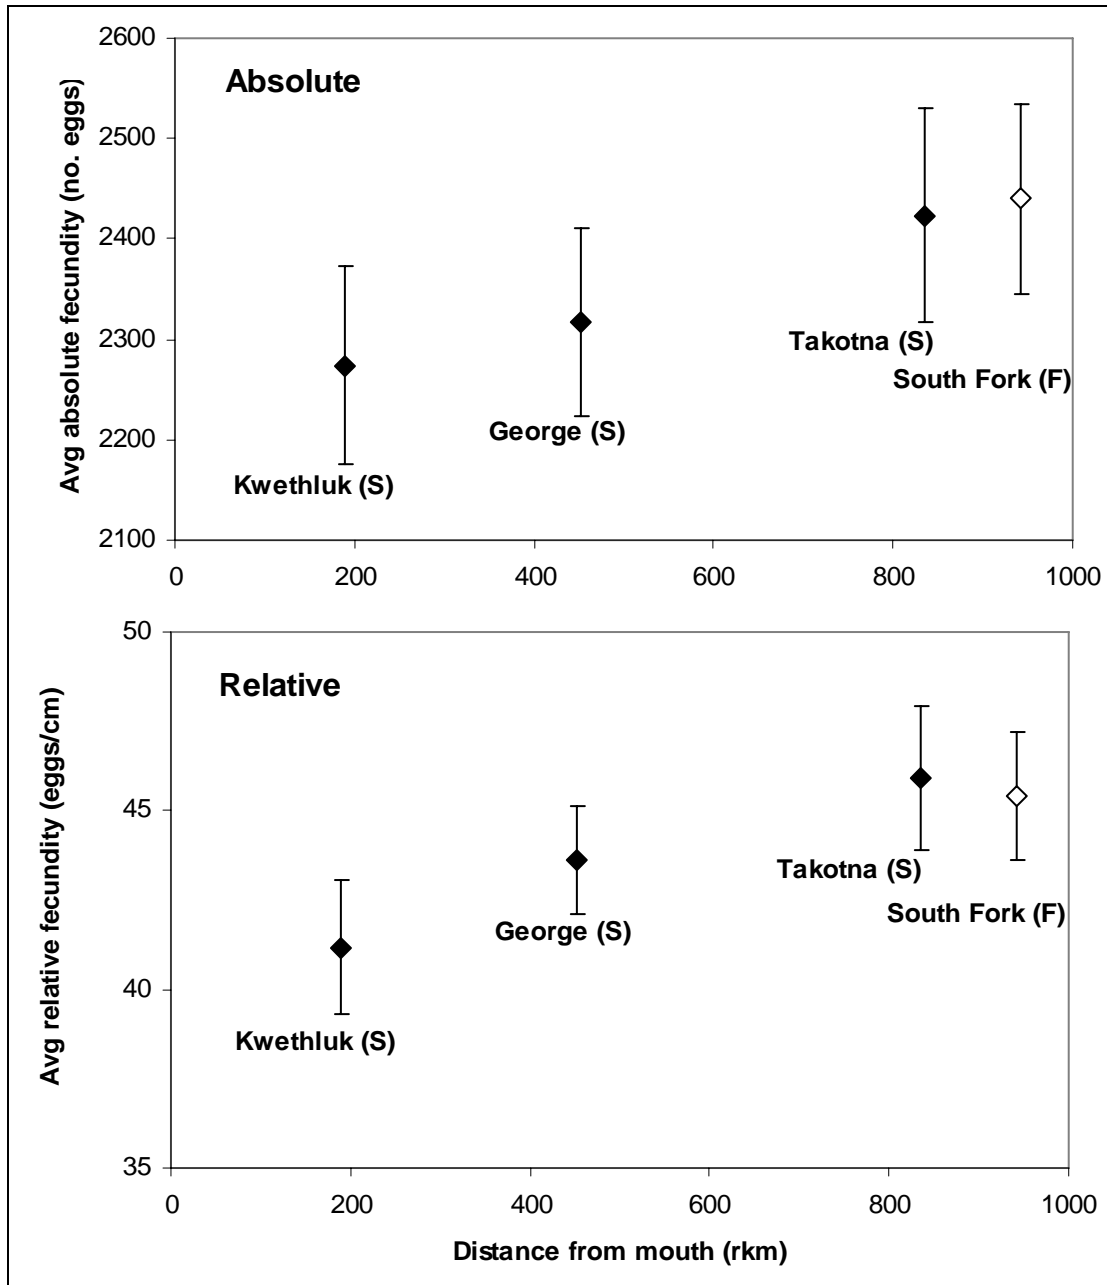 Absolute
Avg absolute fecundity (no. eggs)
2600
2500
2400
2300
2200
2100
Takotna (S)
South Fork (F)
George (S)
Kwethluk (S)
0 200 400 600 800 1000
Relative
Avg relative fecundity (eggs/cm)
50
45
40
35
Takotna (S)
South Fork (F)
George (S)
Kwethluk (S)
0 200 400 600 800 1000
Distance from mouth (rkm)